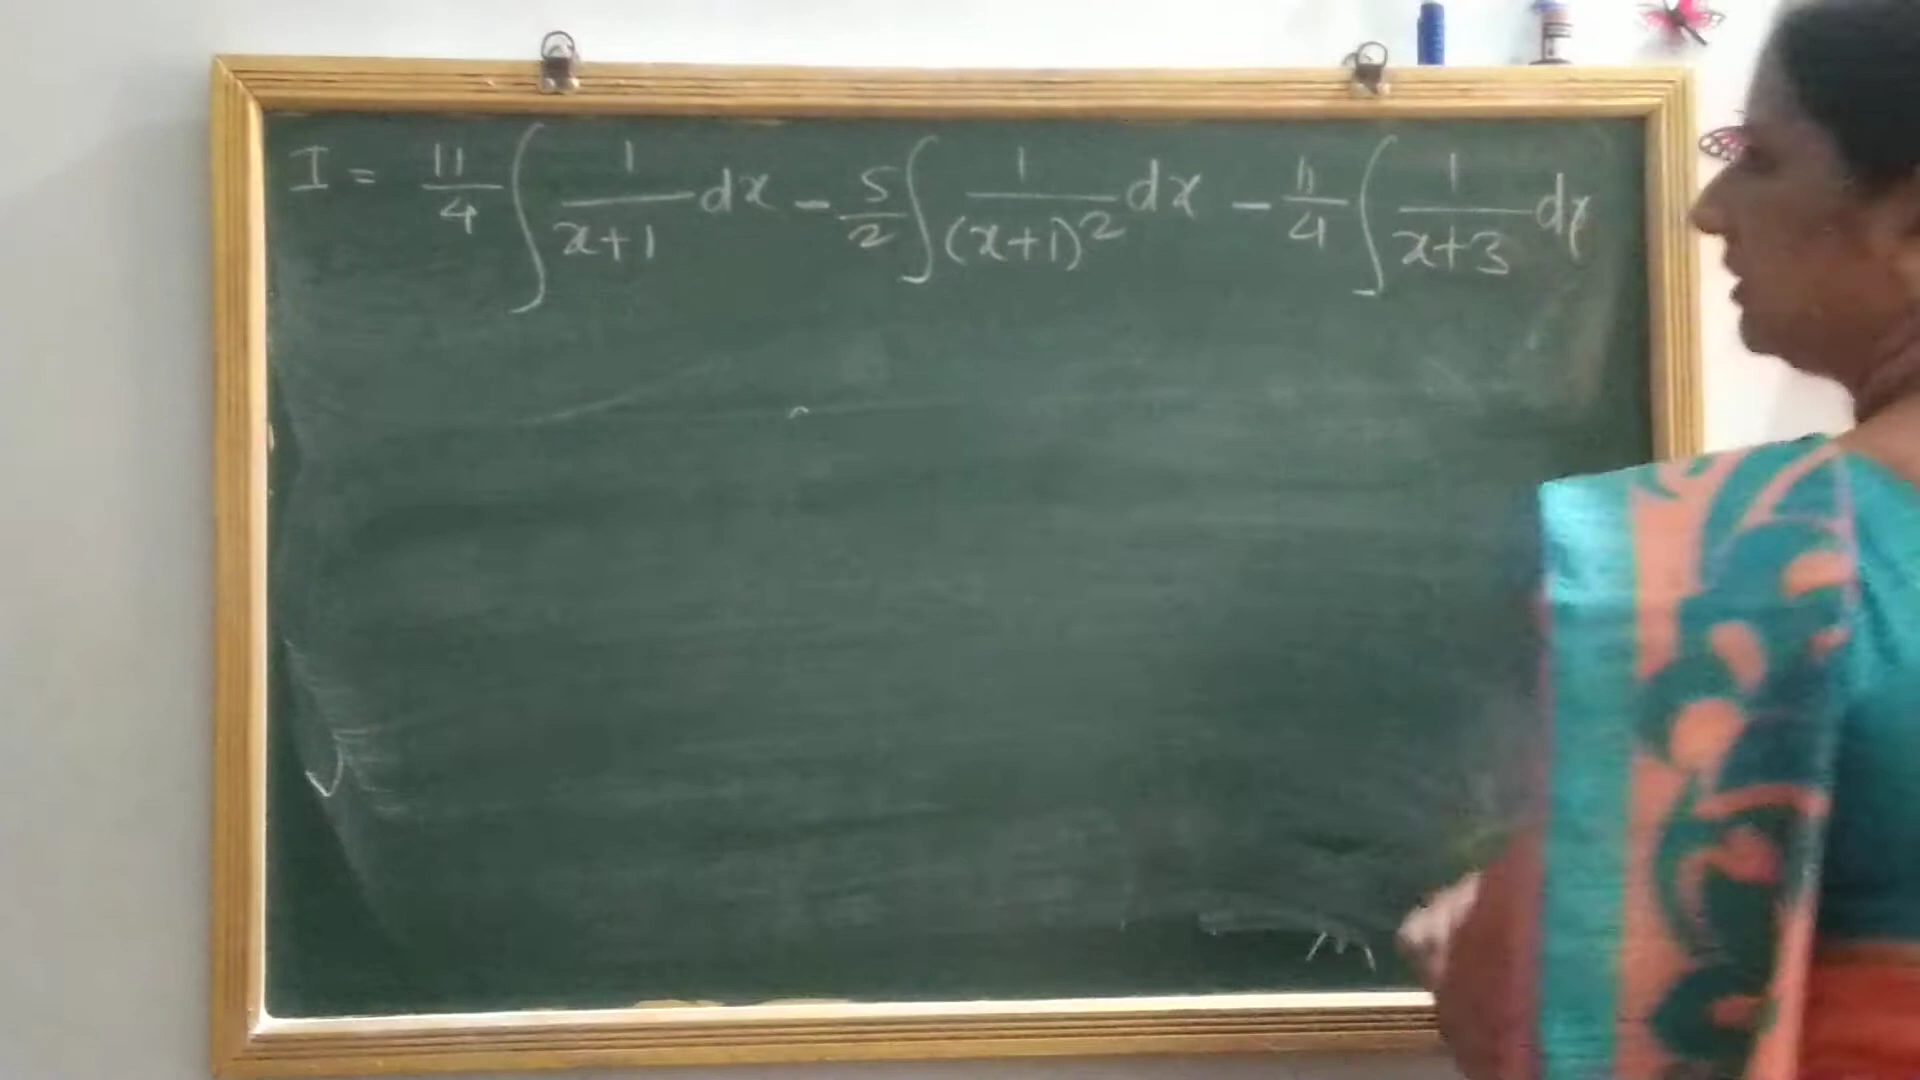 I = 11/4 ∫ 1/(x+1) dx - 5/2 ∫ 1/(x+1)² dx - 11/4 ∫ 1/(x+3) dx